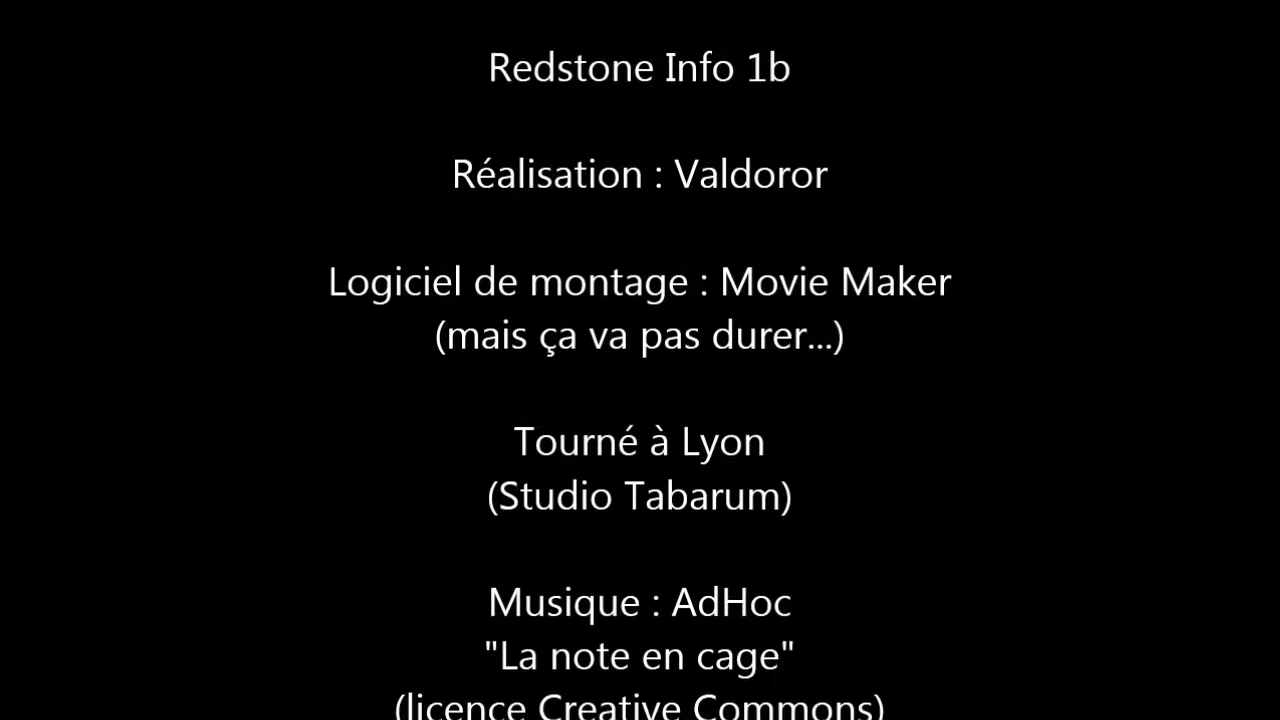 Redstone Info 1b
Réalisation : Valdoror
Logiciel de montage : Movie Maker
(mais ça va pas durer...)
Tourné à Lyon
(Studio Tabarum)
Musique : AdHoc
"La note en cage"
(licence Creative Commons)